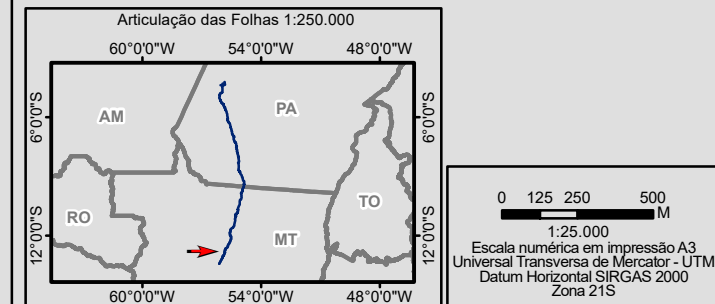 Articulação das Folhas 1:250.000
60°0'0"W 54°0'0"W 48°0'0"W
6°0'0"S AM PA 6°0'0"S
RO TO
12°0'0"S MT 12°0'0"S
60°0'0"W 54°0'0"W 48°0'0"W
0 125 250 500
M
1:25.000
Escala numérica em impressão A3
Universal Transversa de Mercator - UTM
Datum Horizontal SIRGAS 2000
Zona 21S